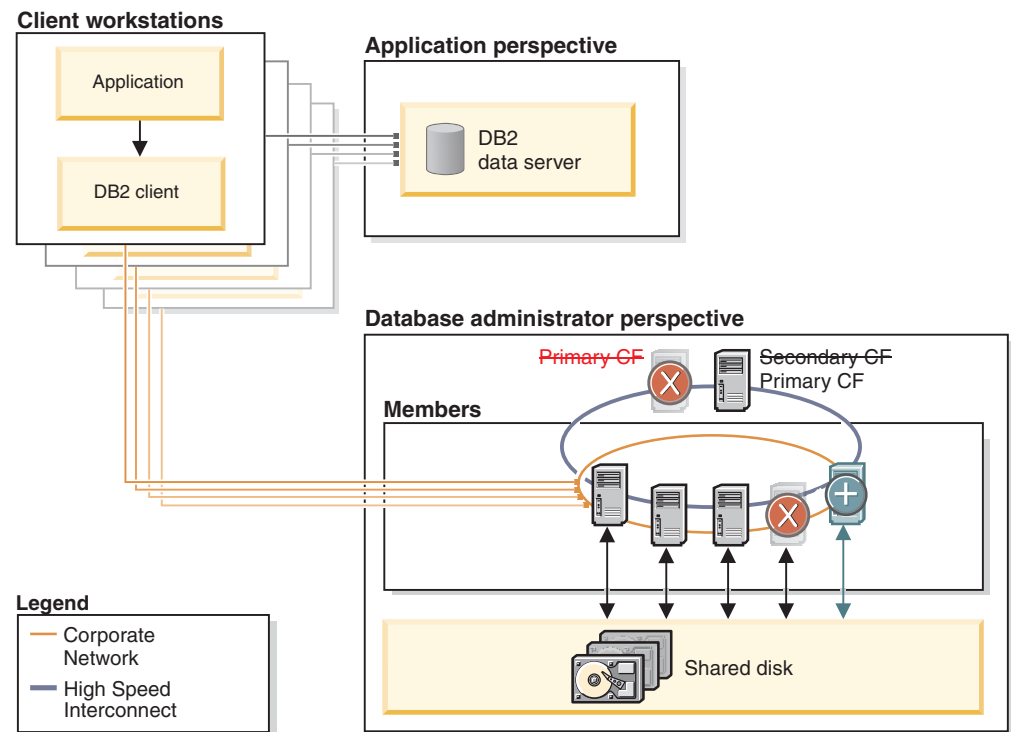 Client workstations
Application
DB2 client
Application perspective
DB2
data server
Database administrator perspective
Primary CF
X
Secondary CF
Primary CF
Members
X
+
Shared disk
Legend
Corporate
Network
High Speed
Interconnect